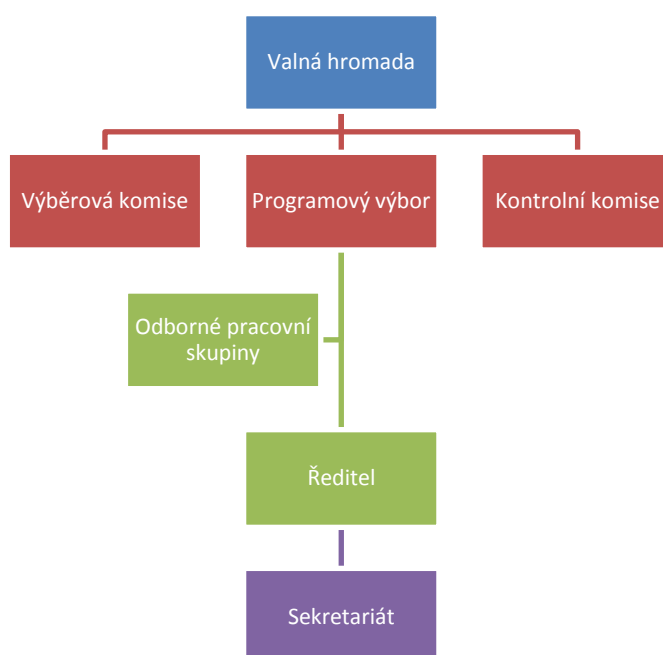 Valná hromada
Výběrová komise
Programový výbor
Kontrolní komise
Odborné pracovní
skupiny
Ředitel
Sekretariát